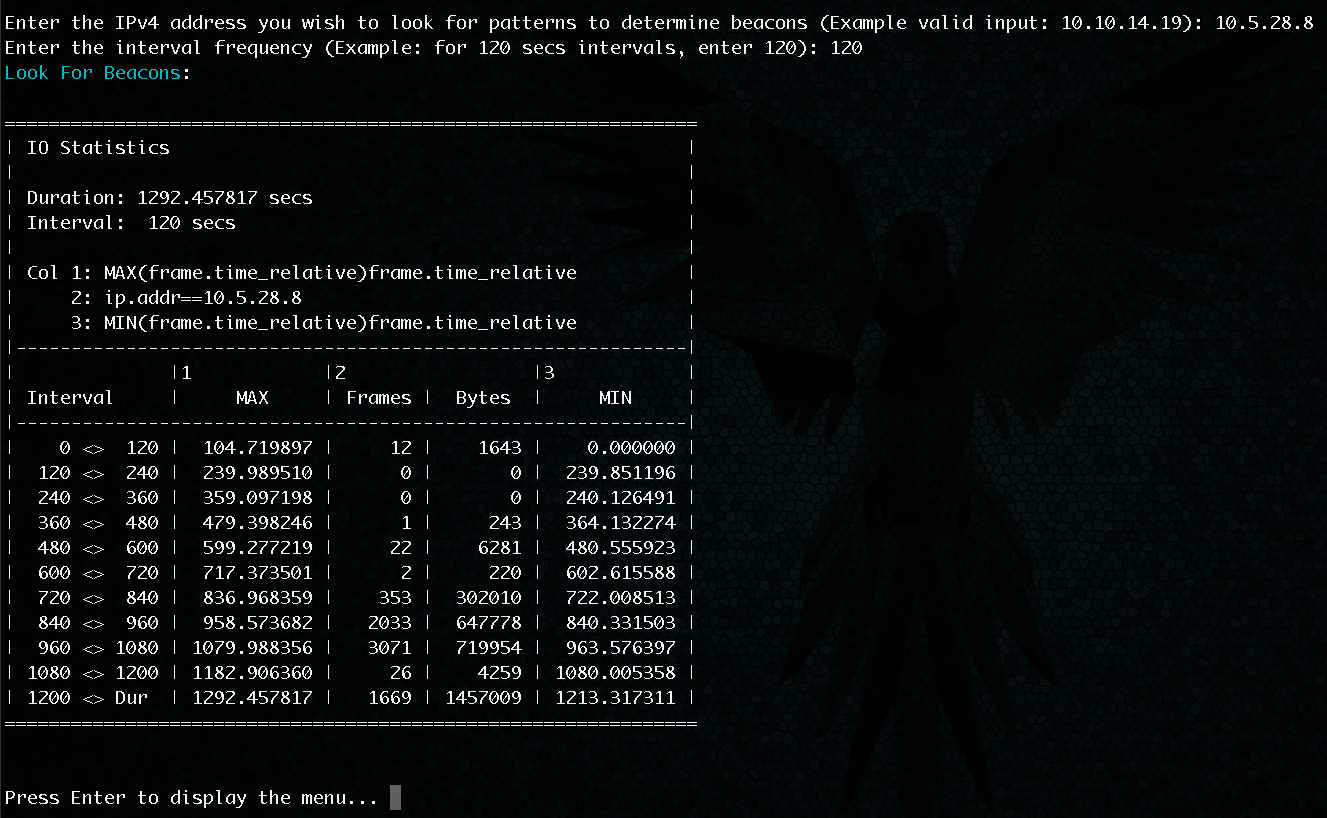 Enter the IPv4 address you wish to look for patterns to determine beacons (Example valid input: 10.10.14.19): 10.5.28.8
Enter the interval frequency (Example: for 120 secs intervals, enter 120): 120
Look For Beacons:
===============================================================
| IO Statistics                                               |
|                                                             |
| Duration: 1292.457817 secs                                  |
| Interval:  120 secs                                         |
|                                                             |
| Col 1: MAX(frame.time_relative)frame.time_relative          |
|     2: ip.addr==10.5.28.8                                   |
|     3: MIN(frame.time_relative)frame.time_relative          |
|-------------------------------------------------------------|
|              |1            |2                 |3            |
| Interval     |     MAX     | Frames |  Bytes  |     MIN     |
|-------------------------------------------------------------|
|    0 <>  120 |  104.719897 |     12 |    1643 |    0.000000 |
|  120 <>  240 |  239.989510 |      0 |       0 |  239.851196 |
|  240 <>  360 |  359.097198 |      0 |       0 |  240.126491 |
|  360 <>  480 |  479.398246 |      1 |     243 |  364.132274 |
|  480 <>  600 |  599.277219 |     22 |    6281 |  480.555923 |
|  600 <>  720 |  717.373501 |      2 |     220 |  602.615588 |
|  720 <>  840 |  836.968359 |    353 |  302010 |  722.008513 |
|  840 <>  960 |  958.573682 |   2033 |  647778 |  840.331503 |
|  960 <> 1080 | 1079.988356 |   3071 |  719954 |  963.576397 |
| 1080 <> 1200 | 1182.906360 |     26 |    4259 | 1080.005358 |
| 1200 <> Dur  | 1292.457817 |   1669 | 1457009 | 1213.317311 |
===============================================================
Press Enter to display the menu...